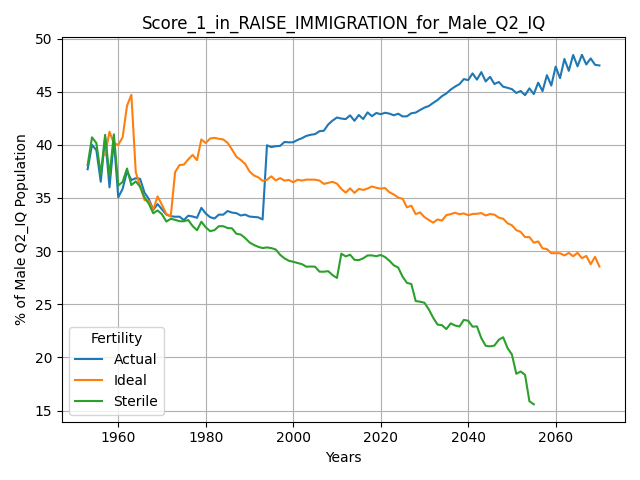 Score_1_in_RAISE_IMMIGRATION_for_Male_Q2_IQ
% of Male Q2_IQ Population
50
45
40
35
30
25
20
15
Fertility
Actual
Ideal
Sterile
1960 1980 2000 2020 2040 2060
Years